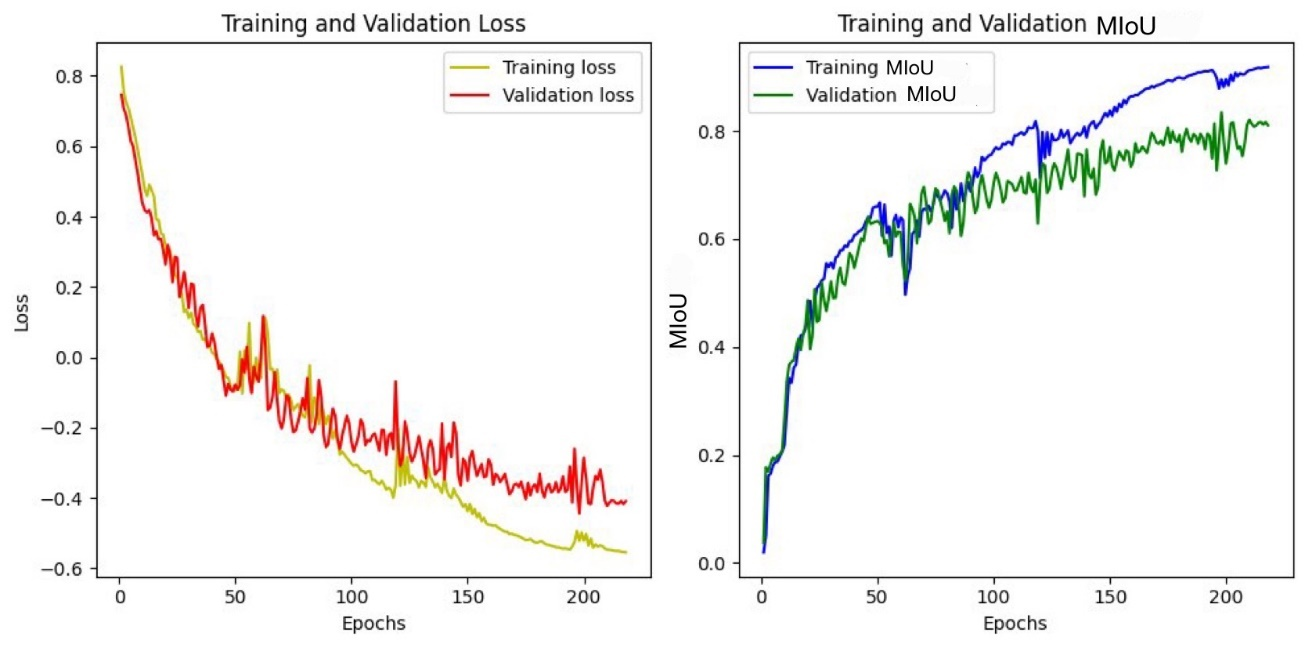 Training and Validation Loss
Training loss
Validation loss
0.8
0.6
0.4
0.2
0.0
−0.2
−0.4
−0.6
Loss
0 50 100 150 200
Epochs
Training and Validation MIoU
Training MIoU
Validation MIoU
0.8
0.6
0.4
0.2
0.0
MIoU
0 50 100 150 200
Epochs